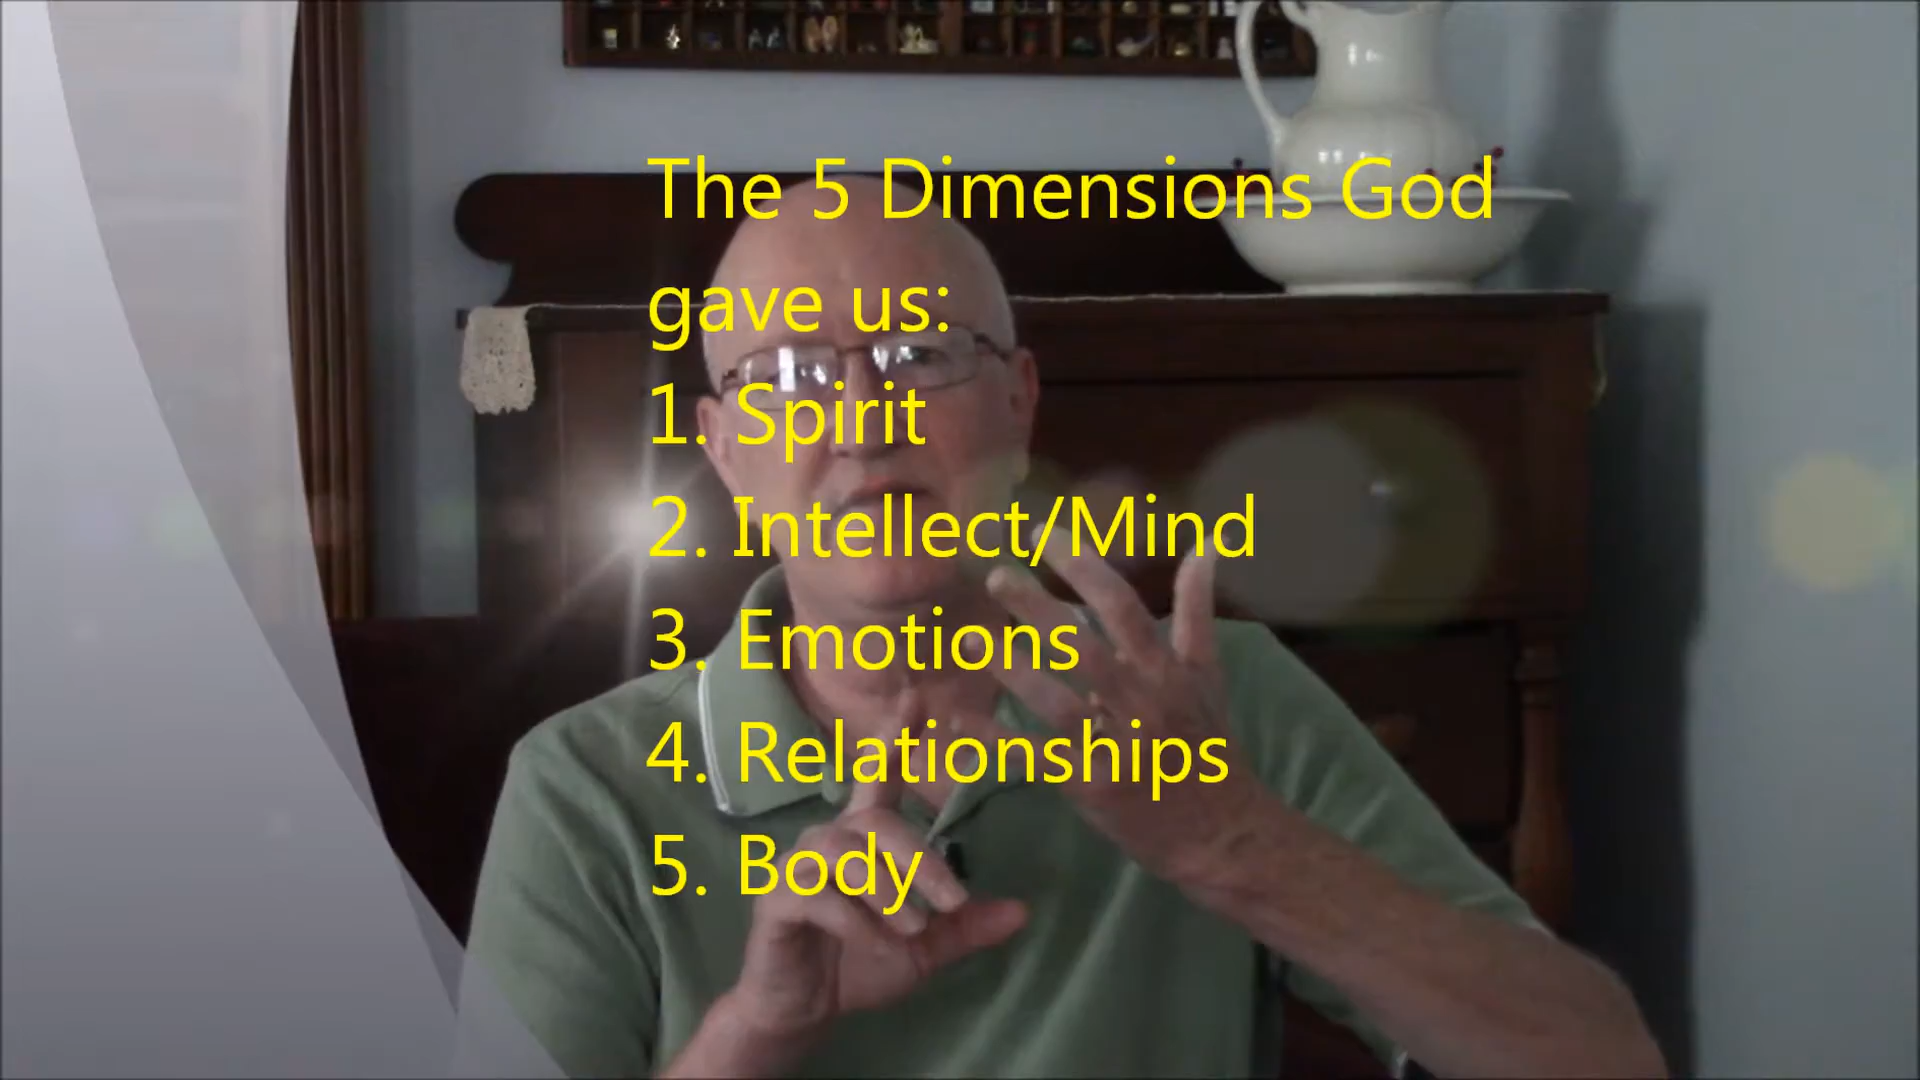 The 5 Dimensions God
gave us:
1. Spirit
2. Intellect/Mind
3. Emotions
4. Relationships
5. Body